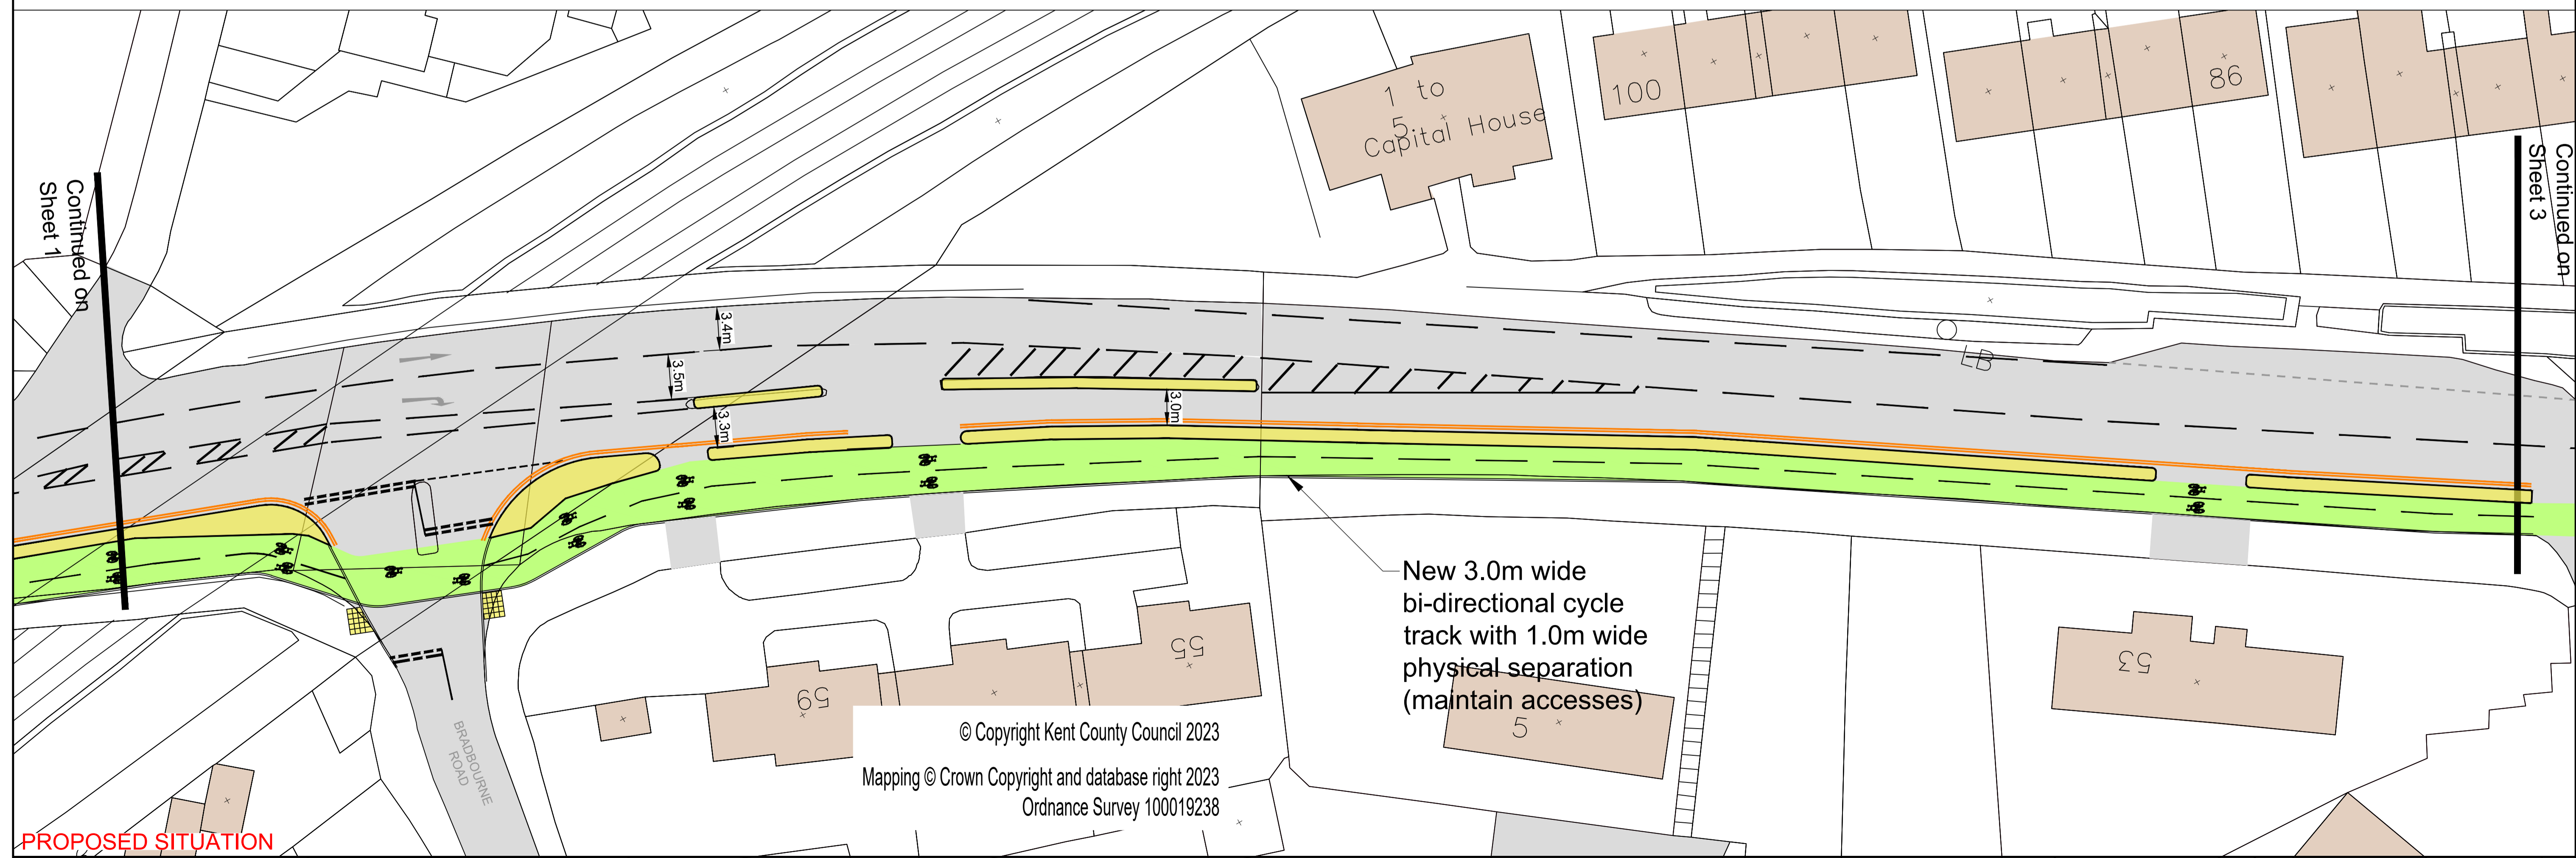 Continued on
Sheet 1
1 to
5
Capital House
100
86
Continued on
Sheet 3
3.4m
3.5m
3.3m
3.0m
LB
New 3.0m wide
bi-directional cycle
track with 1.0m wide
physical separation
(maintain accesses)
59
55
5
53
BRADBOURNE
ROAD
© Copyright Kent County Council 2023
Mapping © Crown Copyright and database right 2023
Ordnance Survey 100019238
PROPOSED SITUATION